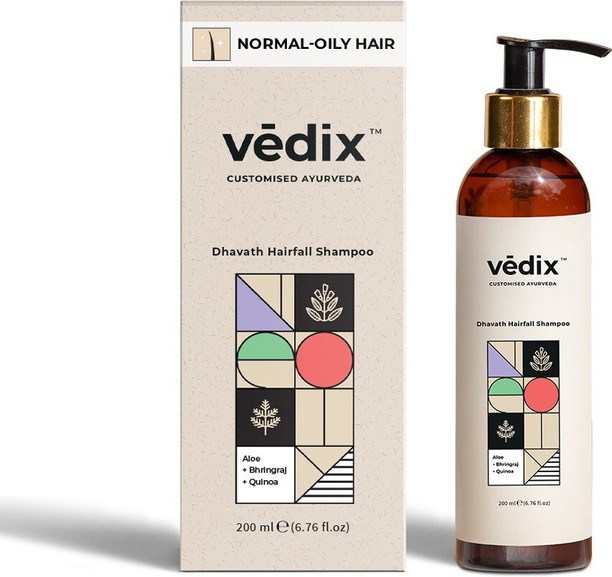 NORMAL-OILY HAIR
vēdix™
CUSTOMISED AYURVEDA
Dhavath Hairfall Shampoo
Aloe
+ Bhringraj
+ Quinoa
200 ml ℮ (6.76 fl.oz)
vēdix™
CUSTOMISED AYURVEDA
Dhavath Hairfall Shampoo
Aloe
+ Bhringraj
+ Quinoa
200 ml ℮ (6.76 fl.oz)